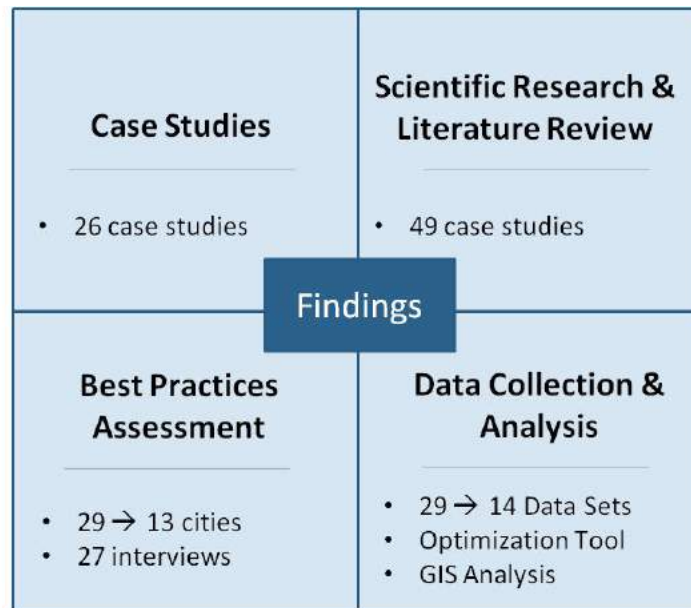 Case Studies
• 26 case studies
Scientific Research &
Literature Review
• 49 case studies
Findings
Best Practices
Assessment
• 29 → 13 cities
• 27 interviews
Data Collection &
Analysis
• 29 → 14 Data Sets
• Optimization Tool
• GIS Analysis